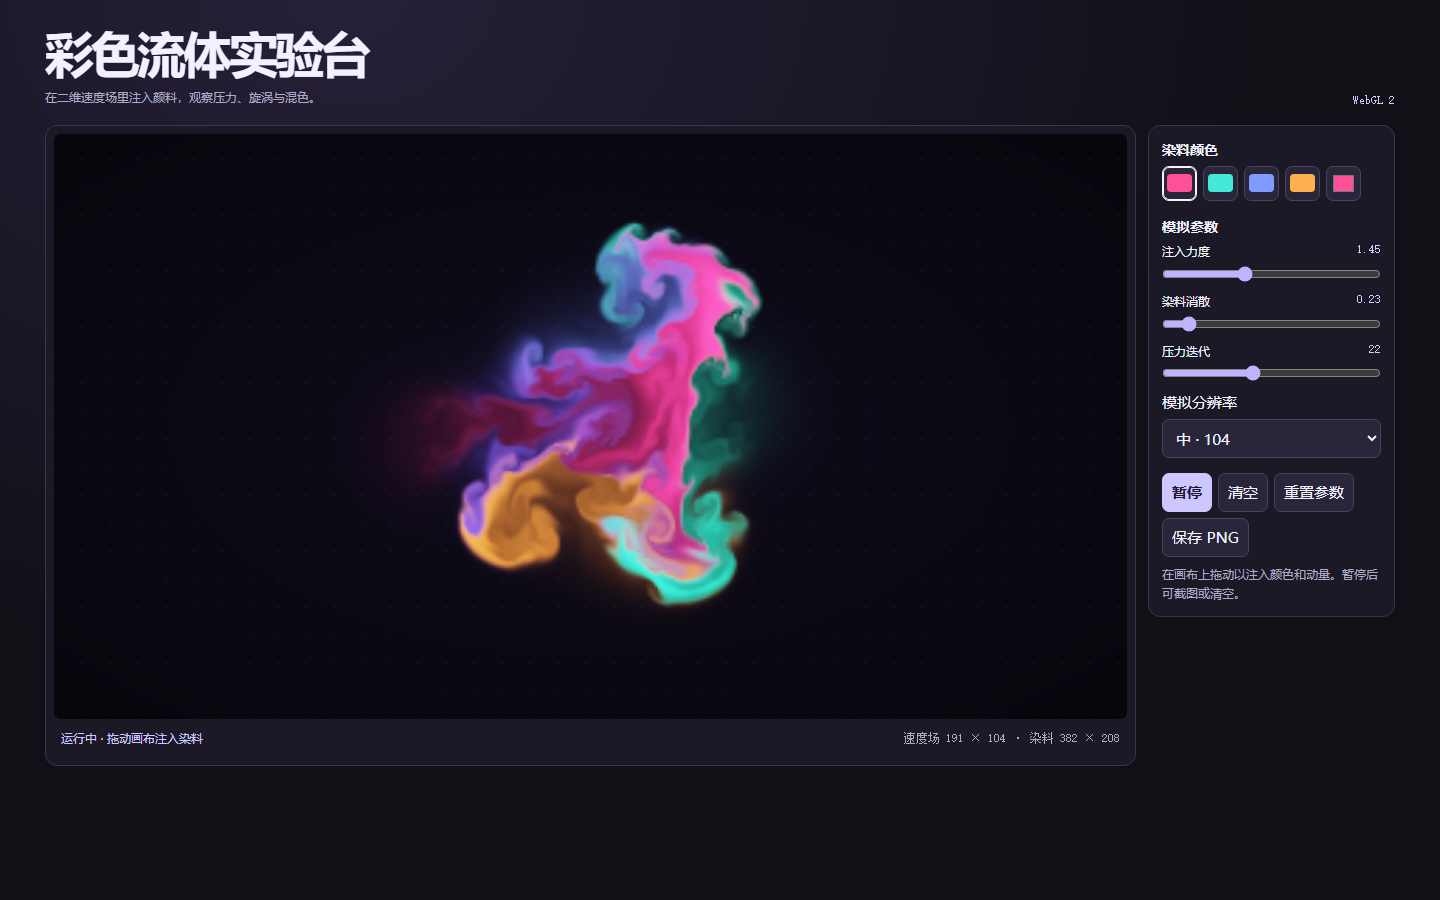 彩色流体实验台
在二维速度场里注入颜料，观察压力、旋涡与混色。
WebGL 2
染料颜色
模拟参数
注入力度 1.45
染料消散 0.23
压力迭代 22
模拟分辨率
中 · 104
暂停 清空 重置参数
保存 PNG
在画布上拖动以注入颜色和动量。暂停后
可截图或清空。
运行中 · 拖动画布注入染料 速度场 191 × 104 · 染料 382 × 208